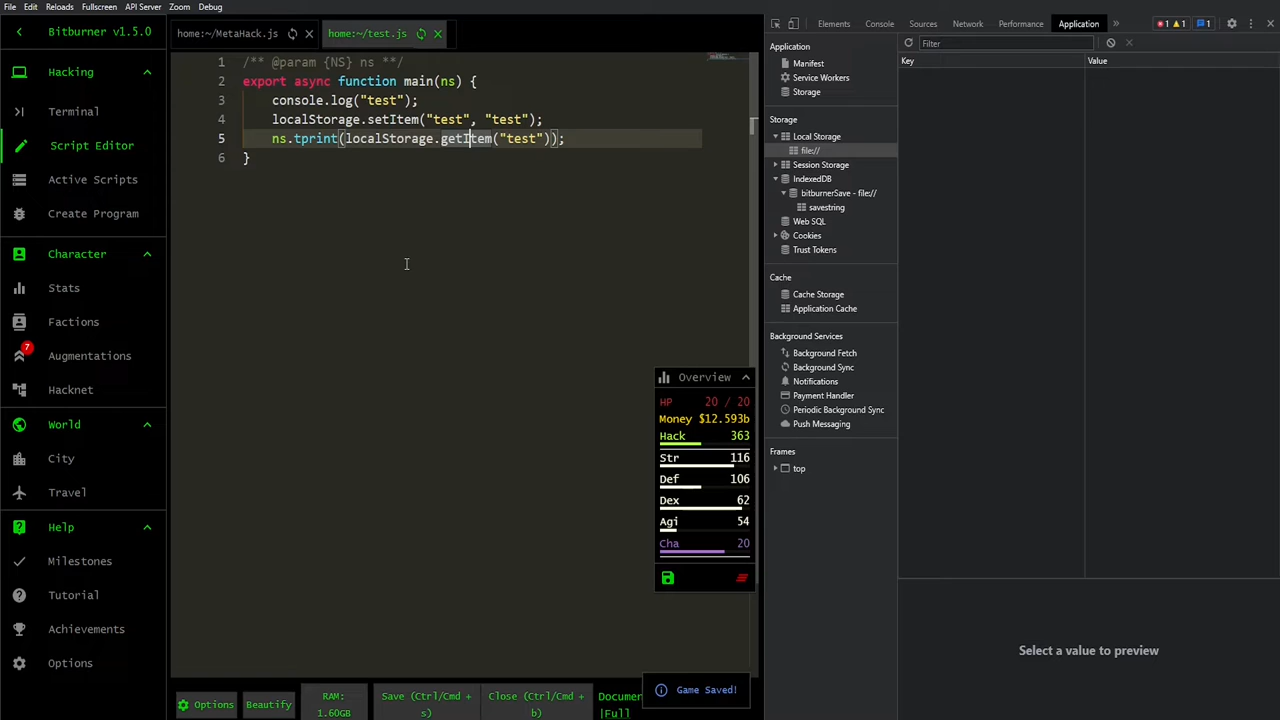 File Edit Reloads Fullscreen API Server Zoom Debug
Bitburner v1.5.0
Hacking
Terminal
Script Editor
Active Scripts
Create Program
Character
Stats
Factions
7
Augmentations
Hacknet
World
City
Travel
Help
Milestones
Tutorial
Achievements
Options
home:~/MetaHack.js
home:~/test.js
1 /** @param {NS} ns **/
2 export async function main(ns) {
3 console.log("test");
4 localStorage.setItem("test", "test");
5 ns.tprint(localStorage.getItem("test"));
6 }
Overview
HP 20 / 20
Money $12.593b
Hack 363
Str 116
Def 106
Dex 62
Agi 54
Cha 20
Options
Beautify
RAM:
1.60GB
Save (Ctrl/Cmd +
s)
Close (Ctrl/Cmd +
b)
Documen
|Full
Game Saved!
Elements Console Sources Network Performance Application » 1 1 1
Application
Manifest
Service Workers
Storage
Storage
Local Storage
file://
Session Storage
IndexedDB
bitburnerSave - file://
savestring
Web SQL
Cookies
Trust Tokens
Cache
Cache Storage
Application Cache
Background Services
Background Fetch
Background Sync
Notifications
Payment Handler
Periodic Background Sync
Push Messaging
Frames
top
Filter
Key Value
Select a value to preview